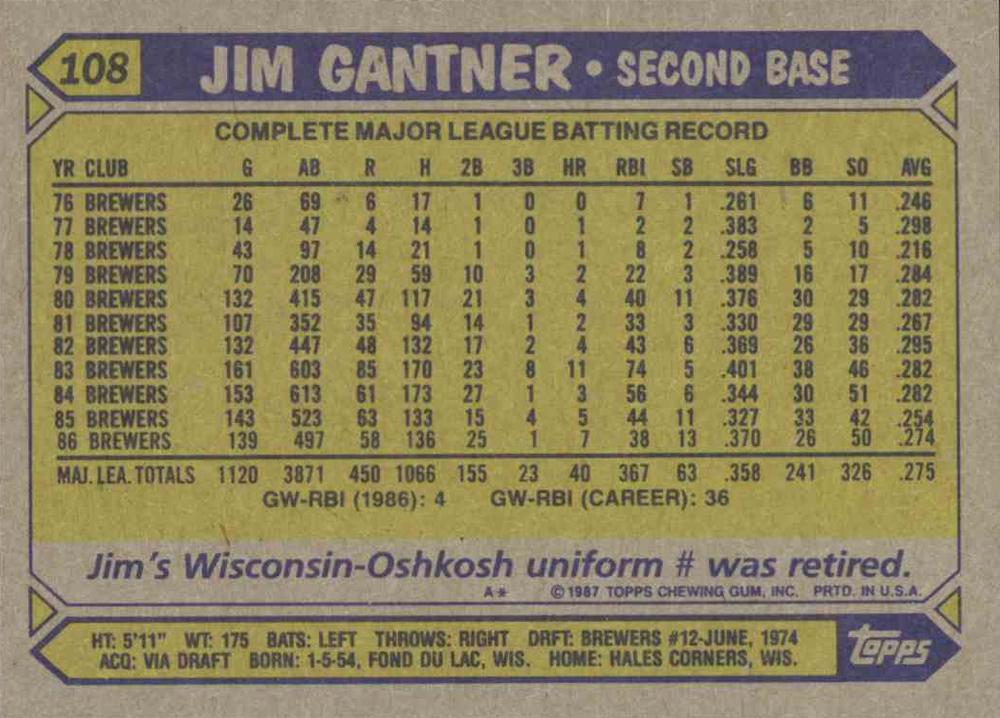 108 JIM GANTNER • SECOND BASE
COMPLETE MAJOR LEAGUE BATTING RECORD
YR CLUB G AB R H 2B 3B HR RBI SB SLG BB SO AVG
76 BREWERS 26 69 6 17 1 0 0 7 1 .261 6 11 .246
77 BREWERS 14 47 4 14 1 0 1 2 2 .383 2 5 .298
78 BREWERS 43 97 14 21 1 0 1 8 2 .258 5 10 .216
79 BREWERS 70 208 29 59 10 3 2 22 3 .389 16 17 .284
80 BREWERS 132 415 47 117 21 3 4 40 11 .376 30 29 .282
81 BREWERS 107 352 35 94 14 1 2 33 3 .330 29 29 .267
82 BREWERS 132 447 48 132 17 2 4 43 6 .369 26 36 .295
83 BREWERS 161 603 85 170 23 8 11 74 5 .401 38 46 .282
84 BREWERS 153 613 61 173 27 1 3 56 6 .344 30 51 .282
85 BREWERS 143 523 63 133 15 4 5 44 11 .327 33 42 .254
86 BREWERS 139 497 58 136 25 1 7 38 13 .370 26 50 .274
MAJ. LEA. TOTALS 1120 3871 450 1066 155 23 40 367 63 .358 241 326 .275
GW-RBI (1986): 4 GW-RBI (CAREER): 36
Jim's Wisconsin-Oshkosh uniform # was retired.
A* © 1987 TOPPS CHEWING GUM, INC. PRTD. IN U.S.A.
HT: 5'11" WT: 175 BATS: LEFT THROWS: RIGHT DRFT: BREWERS #12-JUNE, 1974
ACQ: VIA DRAFT BORN: 1-5-54, FOND DU LAC, WIS. HOME: HALES CORNERS, WIS.
topps